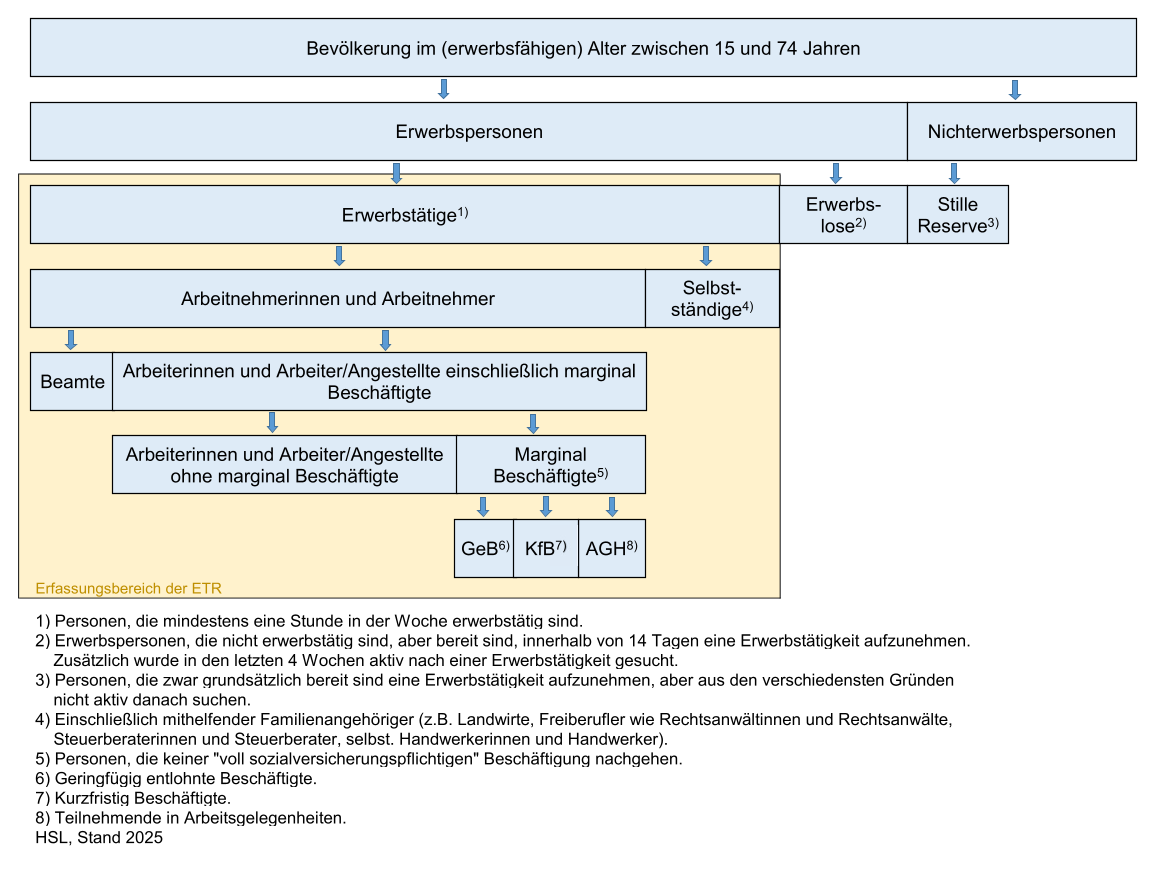 Bevölkerung im (erwerbsfähigen) Alter zwischen 15 und 74 Jahren
Erwerbspersonen
Nichterwerbspersonen
Erwerbstätige1)
Erwerbs-
lose2)
Stille
Reserve3)
Arbeitnehmerinnen und Arbeitnehmer
Selbst-
ständige4)
Beamte
Arbeiterinnen und Arbeiter/Angestellte einschließlich marginal
Beschäftigte
Arbeiterinnen und Arbeiter/Angestellte
ohne marginal Beschäftigte
Marginal
Beschäftigte5)
GeB6)
KfB7)
AGH8)
Erfassungsbereich der ETR
1) Personen, die mindestens eine Stunde in der Woche erwerbstätig sind.
2) Erwerbspersonen, die nicht erwerbstätig sind, aber bereit sind, innerhalb von 14 Tagen eine Erwerbstätigkeit aufzunehmen.
Zusätzlich wurde in den letzten 4 Wochen aktiv nach einer Erwerbstätigkeit gesucht.
3) Personen, die zwar grundsätzlich bereit sind eine Erwerbstätigkeit aufzunehmen, aber aus den verschiedensten Gründen
nicht aktiv danach suchen.
4) Einschließlich mithelfender Familienangehöriger (z.B. Landwirte, Freiberufler wie Rechtsanwältinnen und Rechtsanwälte,
Steuerberaterinnen und Steuerberater, selbst. Handwerkerinnen und Handwerker).
5) Personen, die keiner "voll sozialversicherungspflichtigen" Beschäftigung nachgehen.
6) Geringfügig entlohnte Beschäftigte.
7) Kurzfristig Beschäftigte.
8) Teilnehmende in Arbeitsgelegenheiten.
HSL, Stand 2025